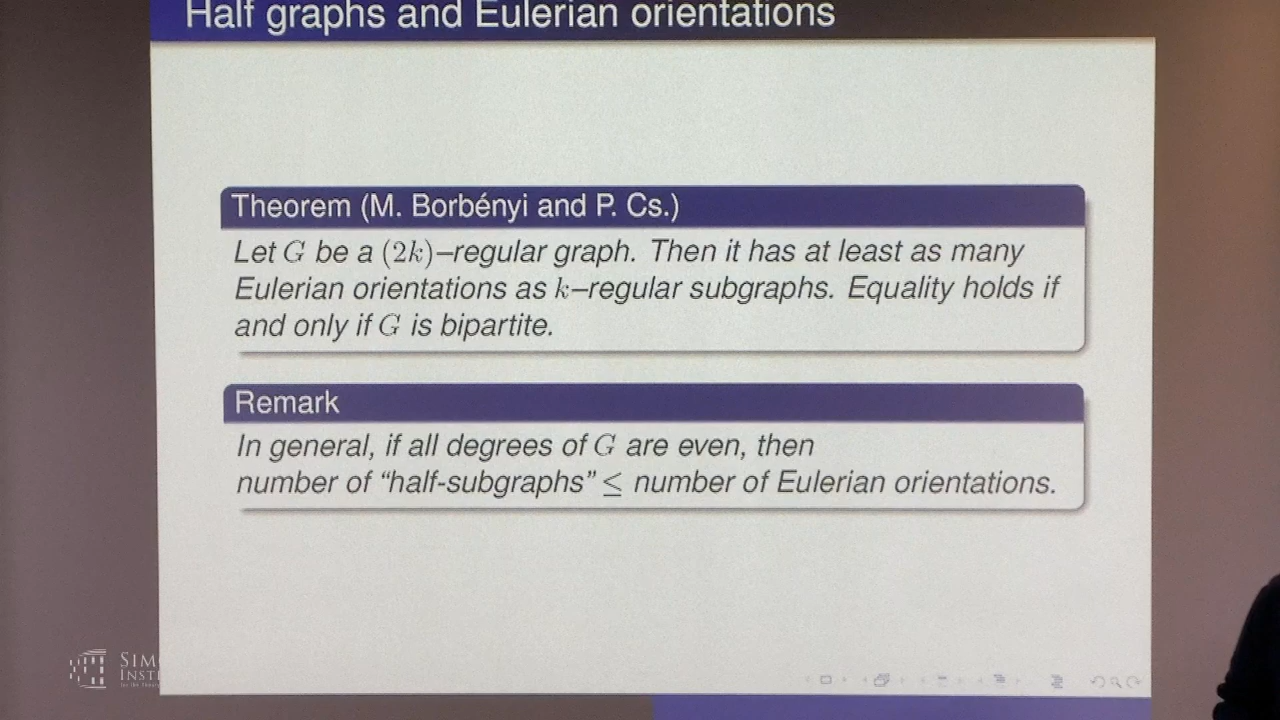 Half graphs and Eulerian orientations
Theorem (M. Borbényi and P. Cs.)
Let G be a (2k)–regular graph. Then it has at least as many
Eulerian orientations as k–regular subgraphs. Equality holds if
and only if G is bipartite.
Remark
In general, if all degrees of G are even, then
number of “half-subgraphs” ≤ number of Eulerian orientations.